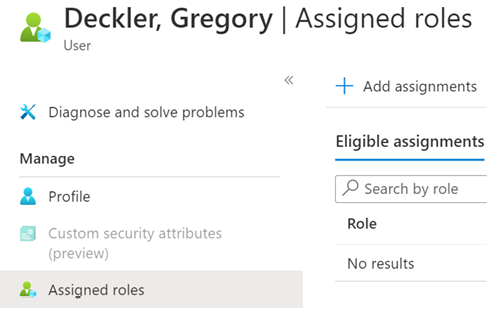 Deckler, Gregory | Assigned roles
User
«
Diagnose and solve problems
Manage
Profile
Custom security attributes
(preview)
Assigned roles
+ Add assignments
Eligible assignments
Search by role
Role
No results